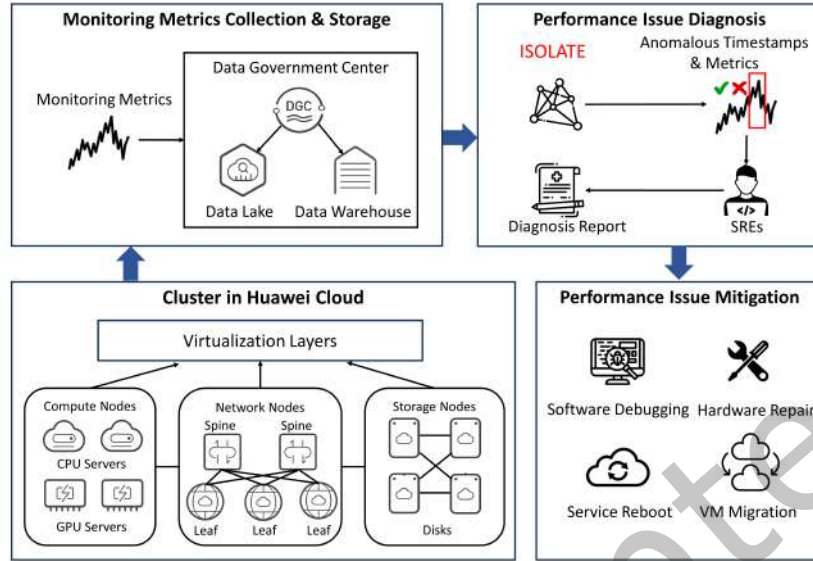 Monitoring Metrics Collection & Storage
Data Government Center
Monitoring Metrics
DGC
Data Lake
Data Warehouse
Performance Issue Diagnosis
ISOLATE
Anomalous Timestamps
& Metrics
Diagnosis Report
</>
SREs
Cluster in Huawei Cloud
Virtualization Layers
Compute Nodes
CPU Servers
GPU Servers
Network Nodes
Spine Spine
Leaf Leaf Leaf
Storage Nodes
Disks
Performance Issue Mitigation
Software Debugging
Hardware Repair
Service Reboot
VM Migration